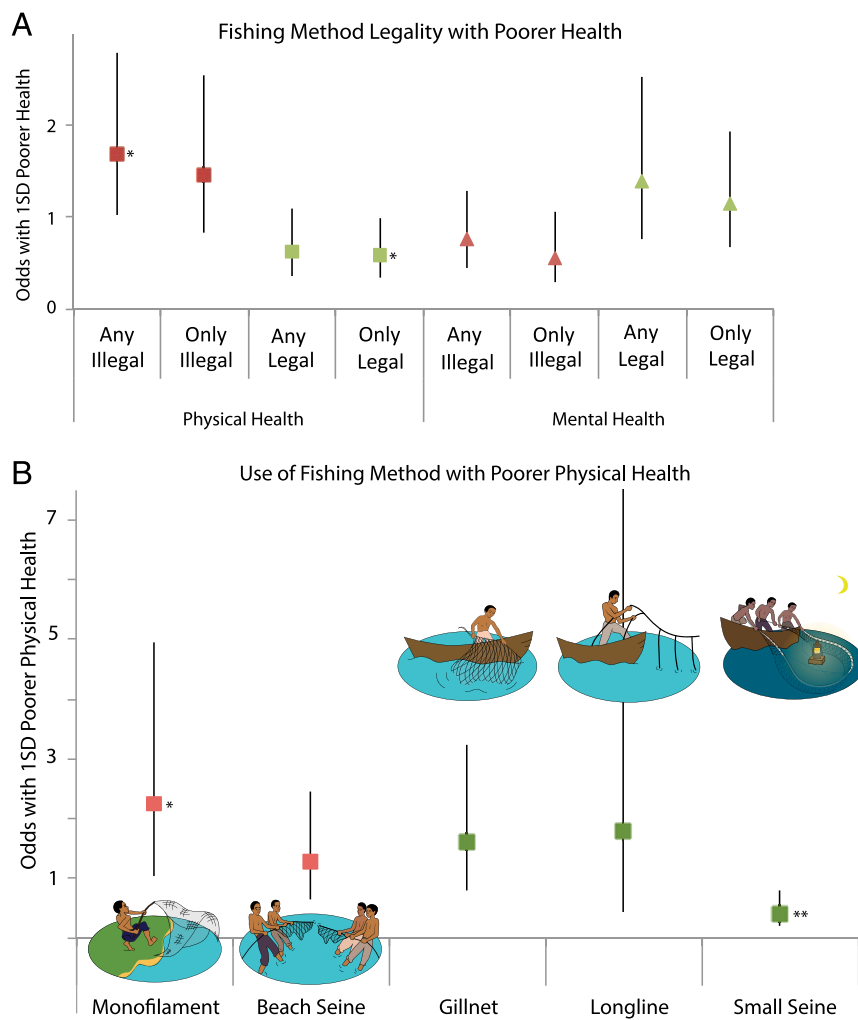 A
Fishing Method Legality with Poorer Health
Odds with 1SD Poorer Health
2
1
0
*
*
Any Illegal
Only Illegal
Any Legal
Only Legal
Any Illegal
Only Illegal
Any Legal
Only Legal
Physical Health
Mental Health
B
Use of Fishing Method with Poorer Physical Health
Odds with 1SD Poorer Physical Health
7
5
3
1
*
**
Monofilament
Beach Seine
Gillnet
Longline
Small Seine